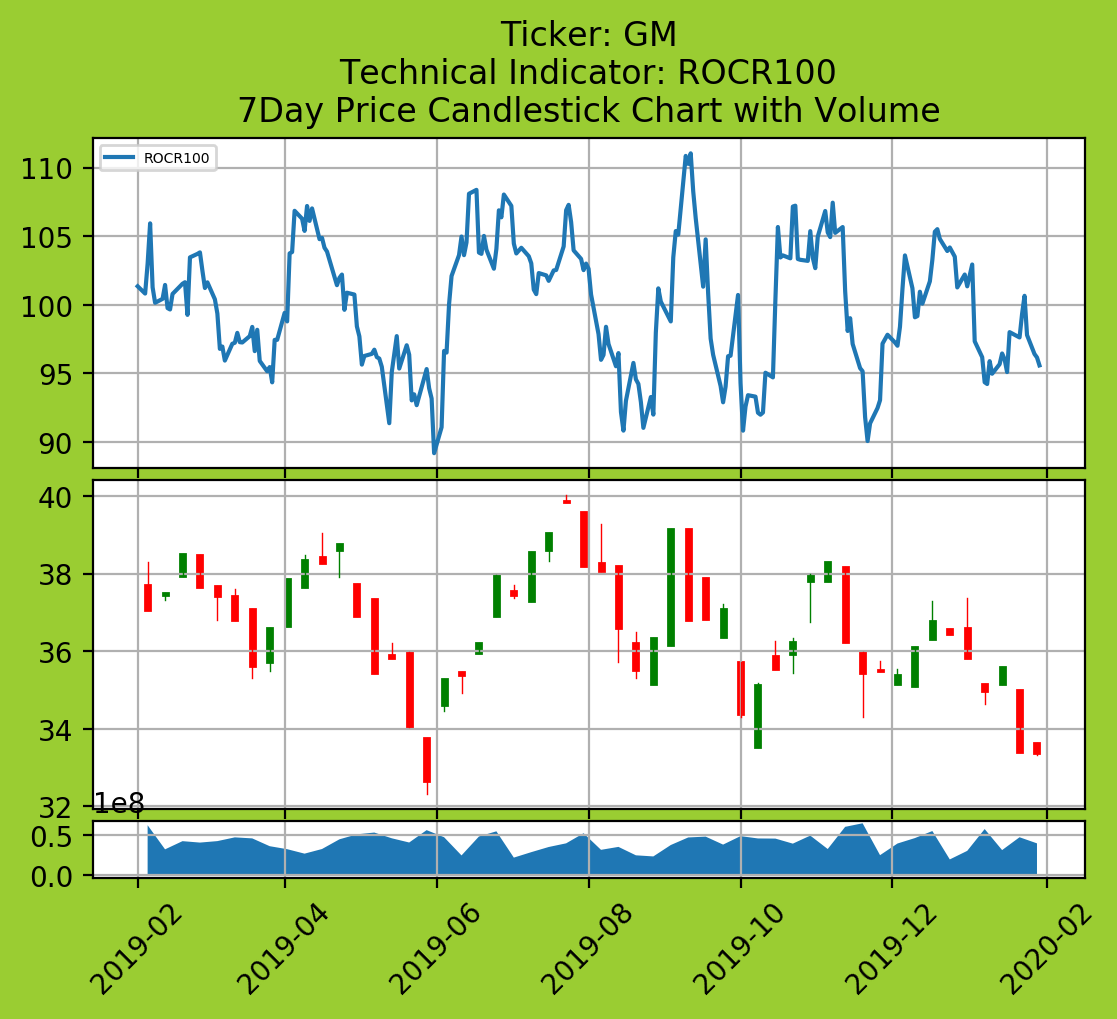 Ticker: GM
Technical Indicator: ROCR100
7Day Price Candlestick Chart with Volume
ROCR100
110
105
100
95
90
40
38
36
34
32
1e8
0.5
0.0
2019-02 2019-04 2019-06 2019-08 2019-10 2019-12 2020-02